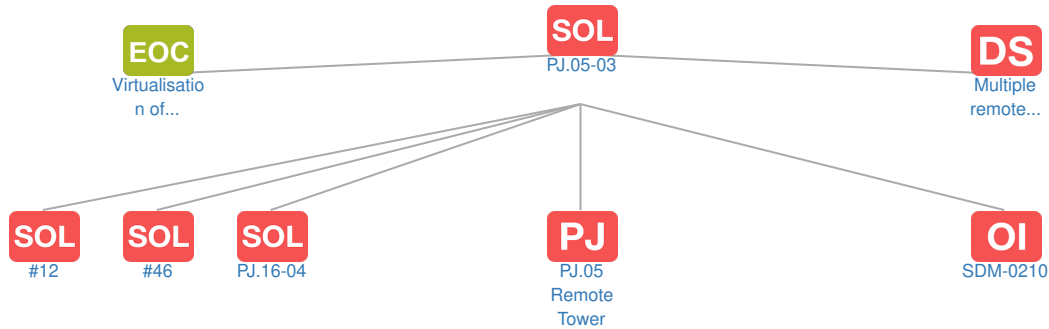 EOC
Virtualisatio
n of...
SOL
PJ.05-03
DS
Multiple
remote...
SOL
#12
SOL
#46
SOL
PJ.16-04
PJ
PJ.05
Remote
Tower
OI
SDM-0210